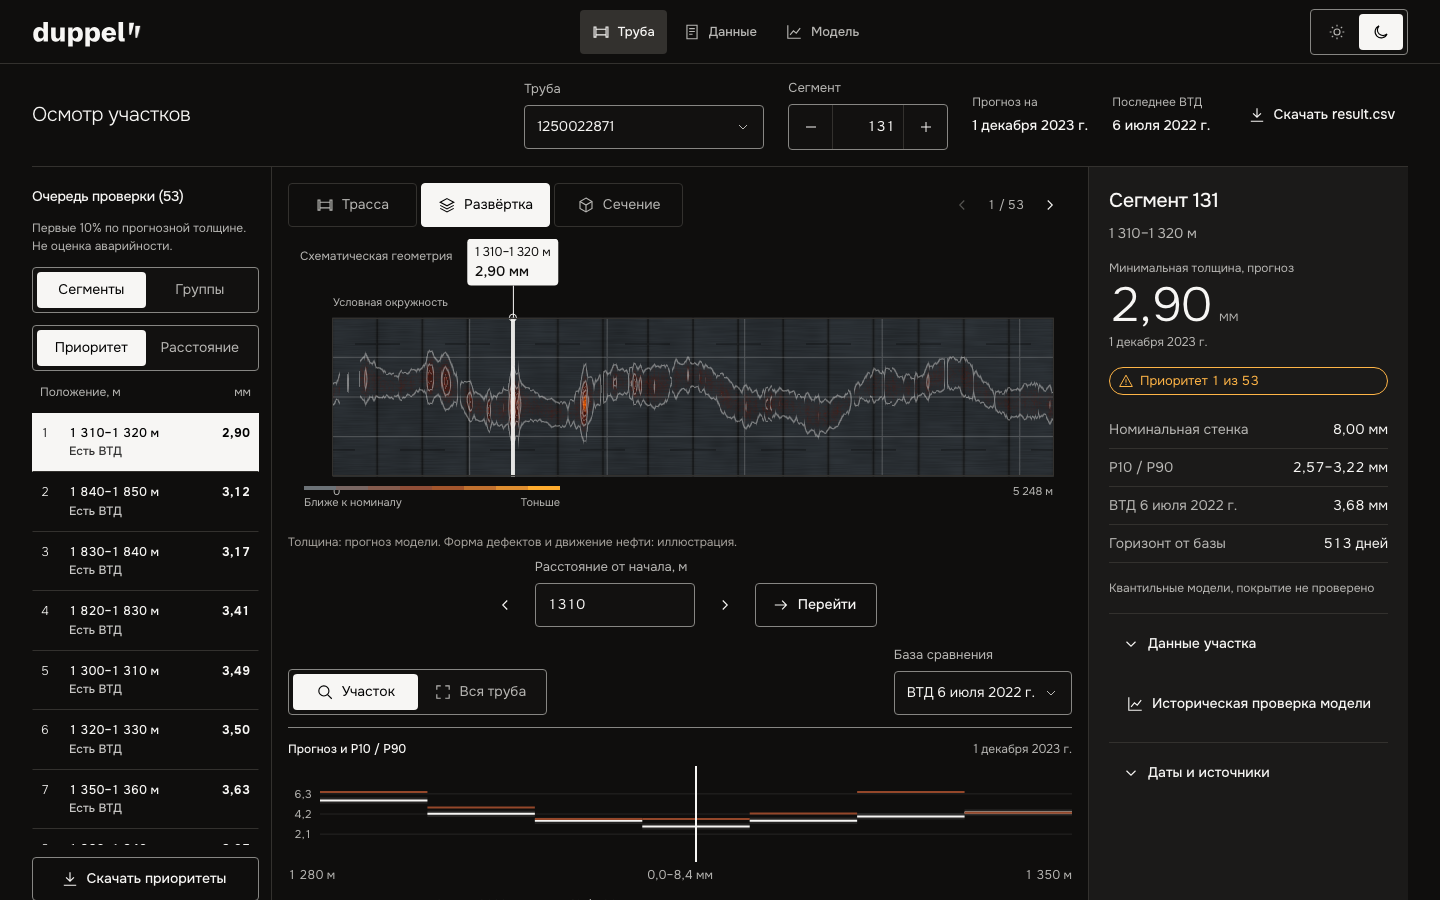 duppel
Труба
Данные
Модель
Осмотр участков
Труба
1250022871
Сегмент
131
Прогноз на
1 декабря 2023 г.
Последнее ВТД
6 июля 2022 г.
Скачать result.csv
Очередь проверки (53)
Первые 10% по прогнозной толщине.
Не оценка аварийности.
Сегменты
Группы
Приоритет
Расстояние
Положение, м
мм
1
1 310–1 320 м
2,90
Есть ВТД
2
1 840–1 850 м
3,12
Есть ВТД
3
1 830–1 840 м
3,17
Есть ВТД
4
1 820–1 830 м
3,41
Есть ВТД
5
1 300–1 310 м
3,49
Есть ВТД
6
1 320–1 330 м
3,50
Есть ВТД
7
1 350–1 360 м
3,63
Есть ВТД
Скачать приоритеты
Трасса
Развёртка
Сечение
1 / 53
Схематическая геометрия
1 310–1 320 м
2,90 мм
Условная окружность
0
5 248 м
Ближе к номиналу
Тоньше
Толщина: прогноз модели. Форма дефектов и движение нефти: иллюстрация.
Расстояние от начала, м
1310
Перейти
Участок
Вся труба
База сравнения
ВТД 6 июля 2022 г.
Прогноз и P10 / P90
1 декабря 2023 г.
6,3
4,2
2,1
1 280 м
0,0–8,4 мм
1 350 м
Сегмент 131
1 310–1 320 м
Минимальная толщина, прогноз
2,90 мм
1 декабря 2023 г.
Приоритет 1 из 53
Номинальная стенка
8,00 мм
P10 / P90
2,57–3,22 мм
ВТД 6 июля 2022 г.
3,68 мм
Горизонт от базы
513 дней
Квантильные модели, покрытие не проверено
Данные участка
Историческая проверка модели
Даты и источники